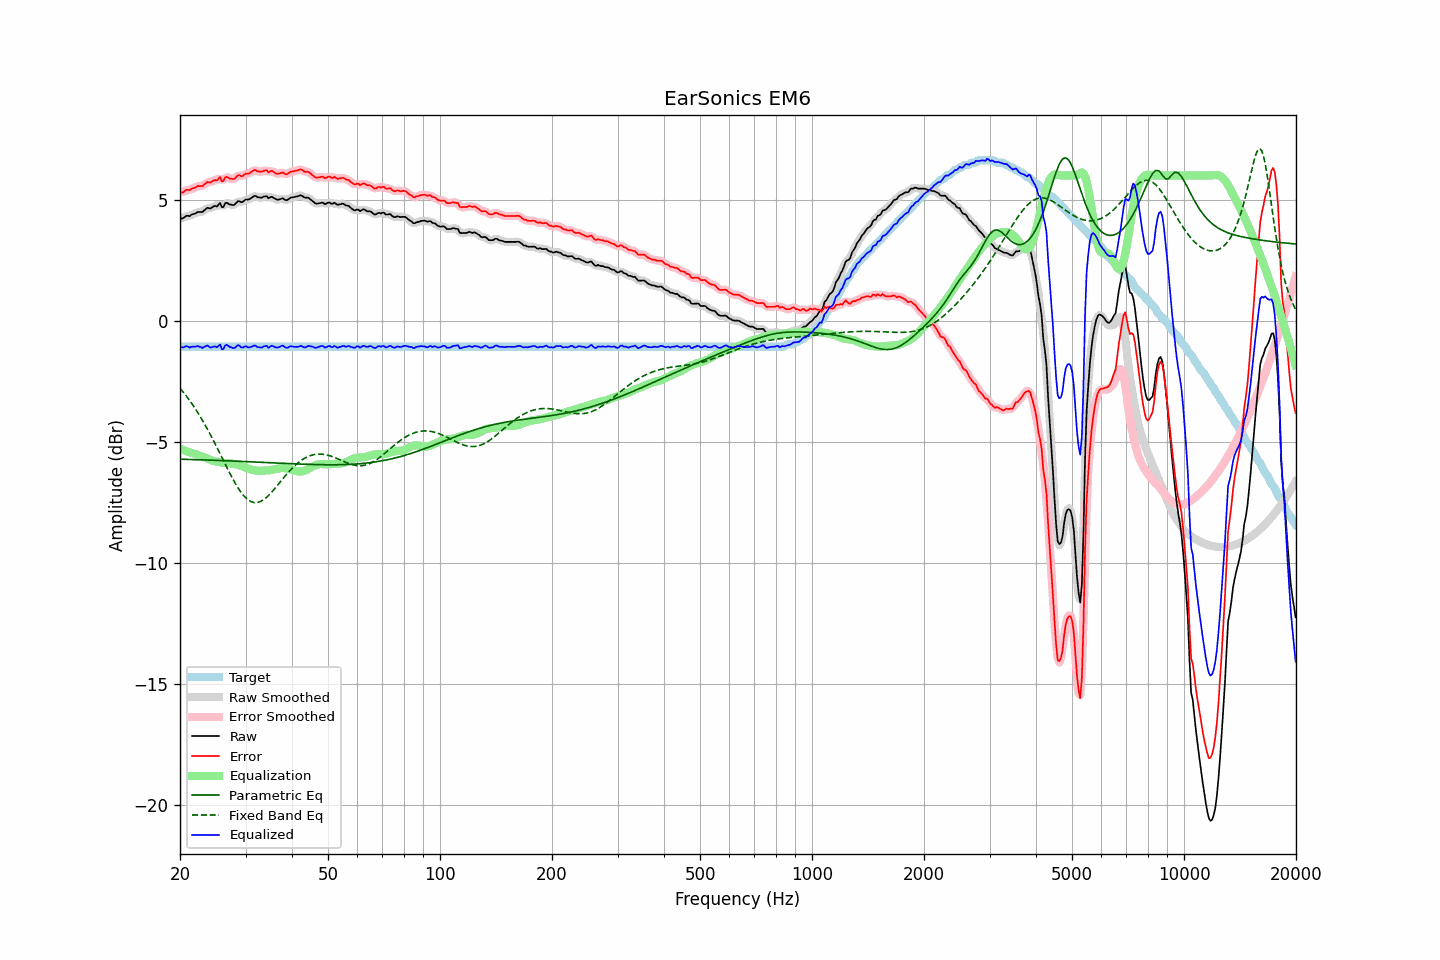 EarSonics EM6
Amplitude (dBr)
5
0
−5
−10
−15
−20
Target
Raw Smoothed
Error Smoothed
Raw
Error
Equalization
Parametric Eq
Fixed Band Eq
Equalized
20 50 100 200 500 1000 2000 5000 10000 20000
Frequency (Hz)